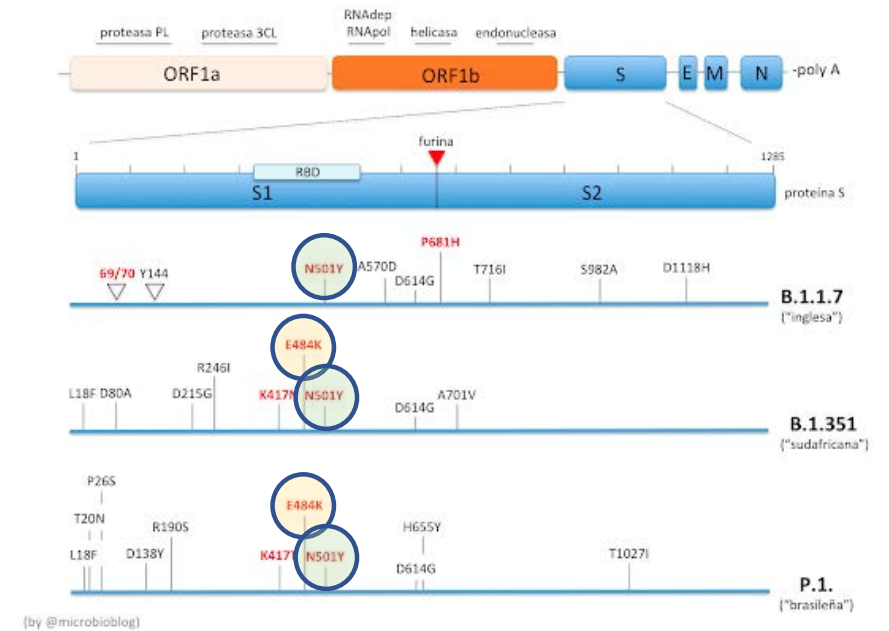 RNAdep
proteasa PL proteasa 3CL RNApol helicasa endonucleasa
ORF1a ORF1b S E M N -poly A
furina
1 1285
RBD
S1 S2 proteina S
P681H
69/70 Y144 N501Y A570D D614G T716I S982A D1118H
B.1.1.7
("inglesa")
E484K
R246I
L18F D80A D215G K417N N501Y D614G A701V
B.1.351
("sudafricana")
P26S
E484K
T20N R190S H655Y
L18F D138Y K417T N501Y D614G T1027I
P.1.
("brasileña")
(by @microbioblog)